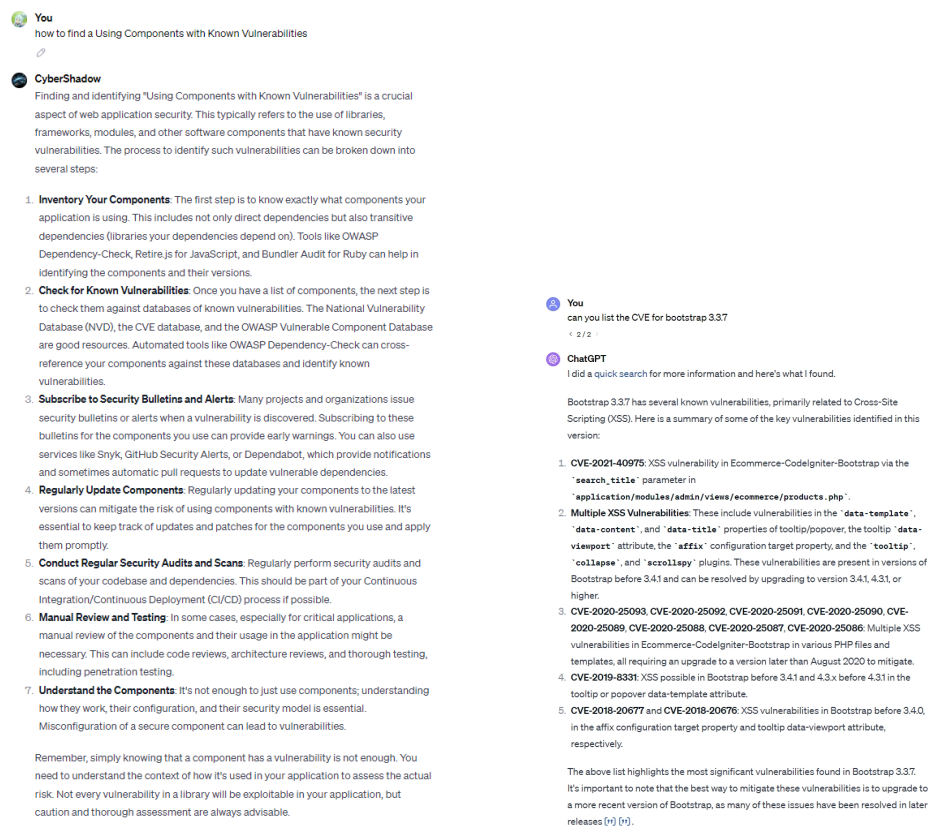 You
how to find a Using Components with Known Vulnerabilities
CyberShadow
Finding and identifying "Using Components with Known Vulnerabilities" is a crucial
aspect of web application security. This typically refers to the use of libraries,
frameworks, modules, and other software components that have known security
vulnerabilities. The process to identify such vulnerabilities can be broken down into
several steps:
1. Inventory Your Components: The first step is to know exactly what components your
application is using. This includes not only direct dependencies but also transitive
dependencies (libraries your dependencies depend on). Tools like OWASP
Dependency-Check, Retire.js for JavaScript, and Bundler Audit for Ruby can help in
identifying the components and their versions.
2. Check for Known Vulnerabilities: Once you have a list of components, the next step is
to check them against databases of known vulnerabilities. The National Vulnerability
Database (NVD), the CVE database, and the OWASP Vulnerable Component Database
are good resources. Automated tools like OWASP Dependency-Check can cross-
reference your components against these databases and identify known
vulnerabilities.
3. Subscribe to Security Bulletins and Alerts: Many projects and organizations issue
security bulletins or alerts when a vulnerability is discovered. Subscribing to these
bulletins for the components you use can provide early warnings. You can also use
services like Snyk, GitHub Security Alerts, or Dependabot, which provide notifications
and sometimes automatic pull requests to update vulnerable dependencies.
4. Regularly Update Components: Regularly updating your components to the latest
versions can mitigate the risk of using components with known vulnerabilities. It's
essential to keep track of updates and patches for the components you use and apply
them promptly.
5. Conduct Regular Security Audits and Scans: Regularly perform security audits and
scans of your codebase and dependencies. This should be part of your Continuous
Integration/Continuous Deployment (CI/CD) process if possible.
6. Manual Review and Testing: In some cases, especially for critical applications, a
manual review of the components and their usage in the application might be
necessary. This can include code reviews, architecture reviews, and thorough testing,
including penetration testing.
7. Understand the Components: It's not enough to just use components; understanding
how they work, their configuration, and their security model is essential.
Misconfiguration of a secure component can lead to vulnerabilities.
Remember, simply knowing that a component has a vulnerability is not enough. You
need to understand the context of how it's used in your application to assess the actual
risk. Not every vulnerability in a library will be exploitable in your application, but
caution and thorough assessment are always advisable.
You
can you list the CVE for bootstrap 3.3.7
< 2 / 2 >
ChatGPT
I did a quick search for more information and here's what I found.
Bootstrap 3.3.7 has several known vulnerabilities, primarily related to Cross-Site
Scripting (XSS). Here is a summary of some of the key vulnerabilities identified in this
version:
1. CVE-2021-40975: XSS vulnerability in Ecommerce-CodeIgniter-Bootstrap via the
`search_title` parameter in
`application/modules/admin/views/ecommerce/products.php`.
2. Multiple XSS Vulnerabilities: These include vulnerabilities in the `data-template`,
`data-content`, and `data-title` properties of tooltip/popover, the tooltip `data-
viewport` attribute, the `affix` configuration target property, and the `tooltip`,
`collapse`, and `scrollspy` plugins. These vulnerabilities are present in versions of
Bootstrap before 3.4.1 and can be resolved by upgrading to version 3.4.1, 4.3.1, or
higher.
3. CVE-2020-25093, CVE-2020-25092, CVE-2020-25091, CVE-2020-25090, CVE-
2020-25089, CVE-2020-25088, CVE-2020-25087, CVE-2020-25086: Multiple XSS
vulnerabilities in Ecommerce-CodeIgniter-Bootstrap in various PHP files and
templates, all requiring an upgrade to a version later than August 2020 to mitigate.
4. CVE-2019-8331: XSS possible in Bootstrap before 3.4.1 and 4.3.x before 4.3.1 in the
tooltip or popover data-template attribute.
5. CVE-2018-20677 and CVE-2018-20676: XSS vulnerabilities in Bootstrap before 3.4.0,
in the affix configuration target property and tooltip data-viewport attribute,
respectively.
The above list highlights the most significant vulnerabilities found in Bootstrap 3.3.7.
It's important to note that the best way to mitigate these vulnerabilities is to upgrade to
a more recent version of Bootstrap, as many of these issues have been resolved in later
releases ["] ["].